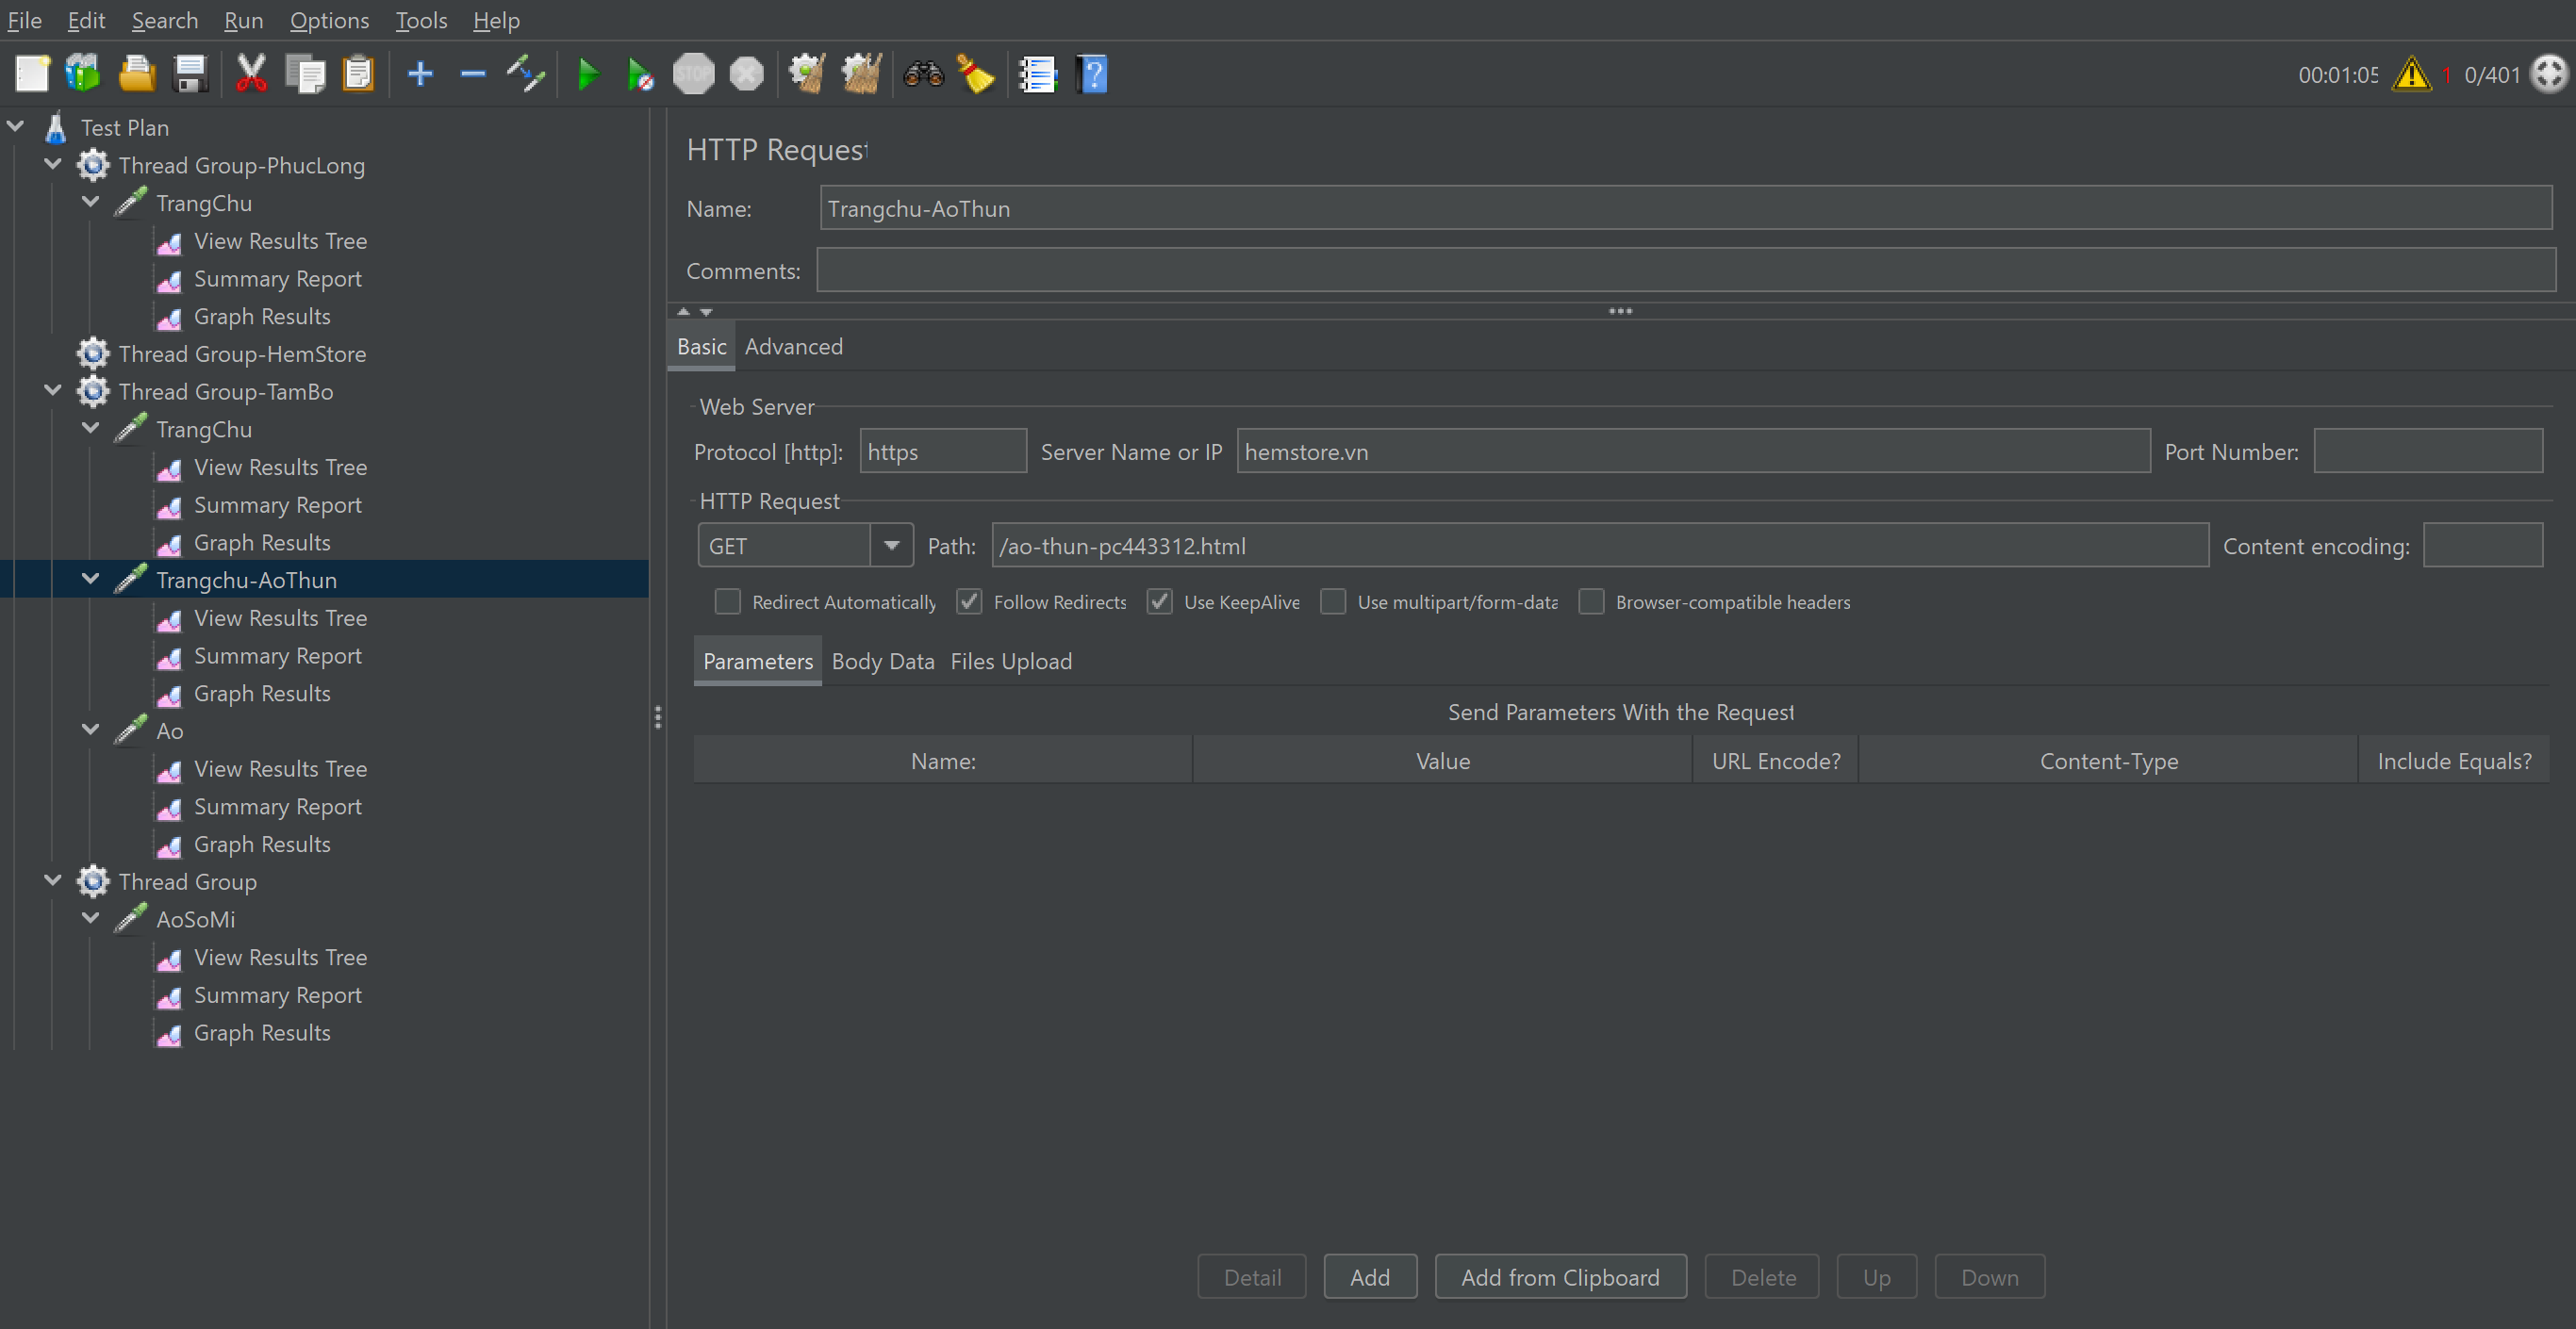 File Edit Search Run Options Tools Help
STOP
00:01:05 1 0/401
Test Plan
Thread Group-PhucLong
TrangChu
View Results Tree
Summary Report
Graph Results
Thread Group-HemStore
Thread Group-TamBo
TrangChu
View Results Tree
Summary Report
Graph Results
Trangchu-AoThun
View Results Tree
Summary Report
Graph Results
Ao
View Results Tree
Summary Report
Graph Results
Thread Group
AoSoMi
View Results Tree
Summary Report
Graph Results
HTTP Request
Name: Trangchu-AoThun
Comments:
Basic Advanced
Web Server
Protocol [http]: https Server Name or IP hemstore.vn Port Number:
HTTP Request
GET Path: /ao-thun-pc443312.html Content encoding:
Redirect Automatically Follow Redirects Use KeepAlive Use multipart/form-data Browser-compatible headers
Parameters Body Data Files Upload
Send Parameters With the Request
Name: Value URL Encode? Content-Type Include Equals?
Detail Add Add from Clipboard Delete Up Down